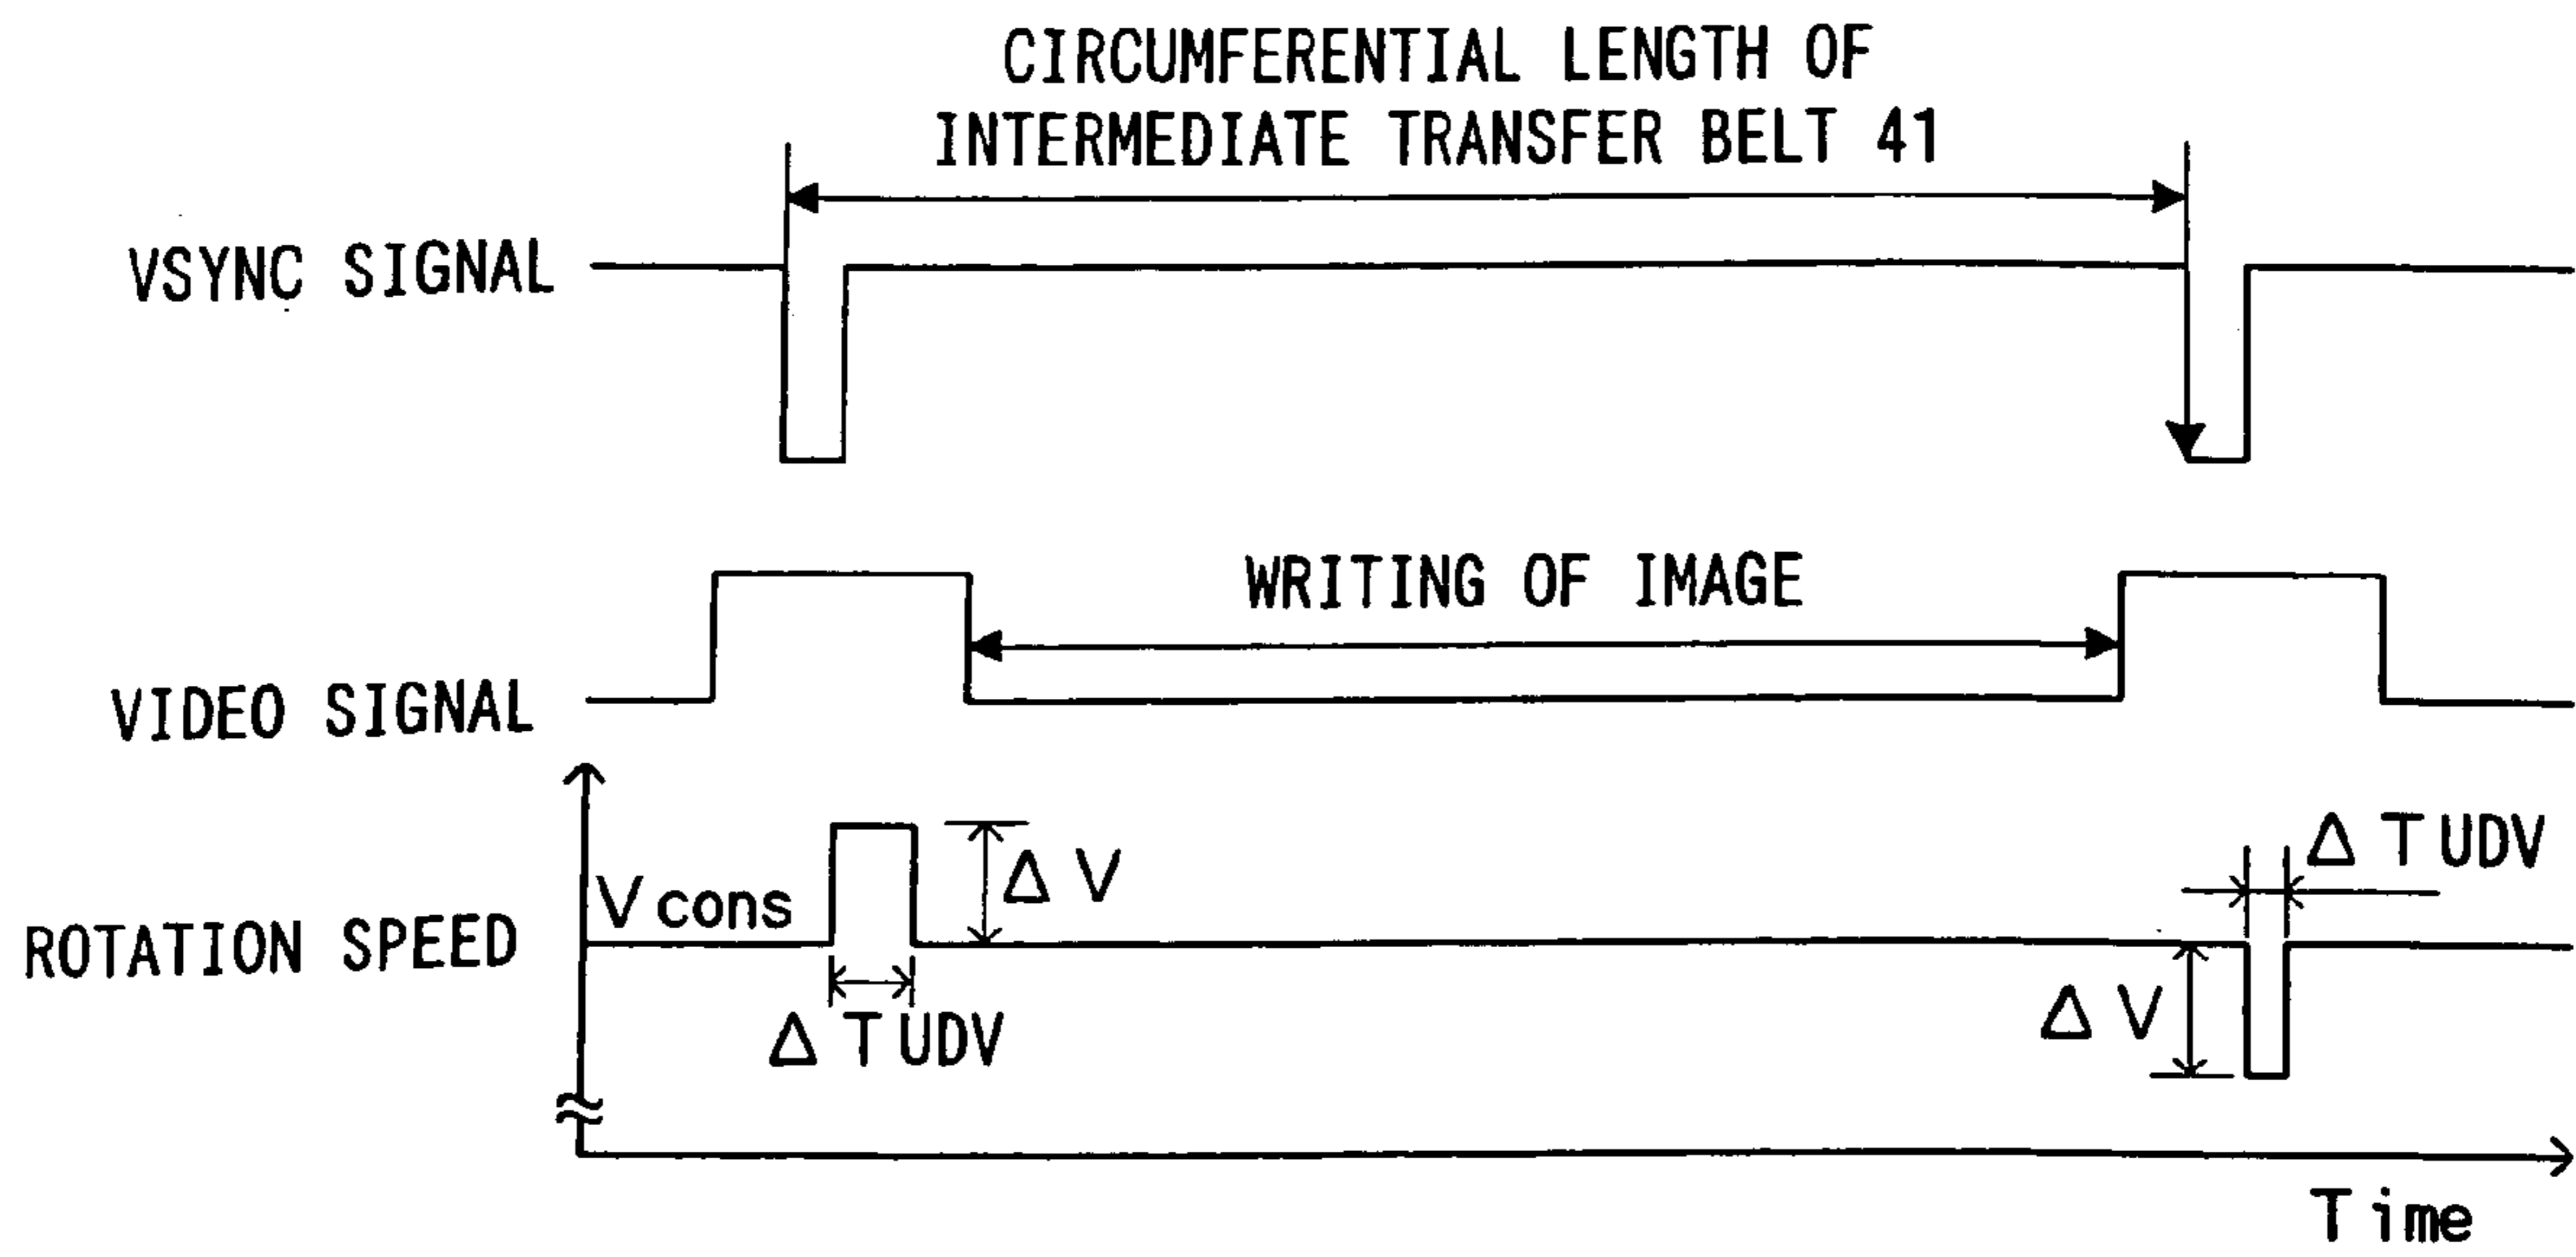 CIRCUMFERENTIAL LENGTH OF
INTERMEDIATE TRANSFER BELT 41
VSYNC SIGNAL
WRITING OF IMAGE
VIDEO SIGNAL
Δ TUDV
V cons
Δ V
ROTATION SPEED
Δ V
Δ TUDV
Time